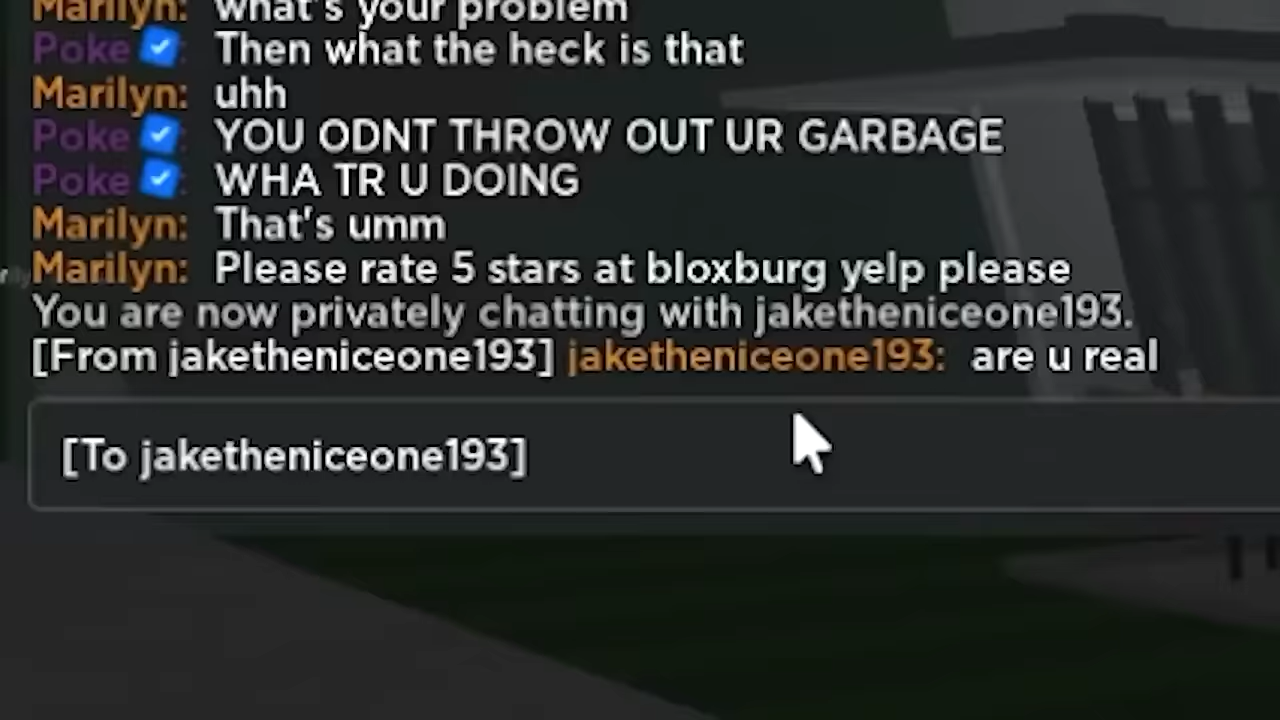 Marilyn: what's your problem
Poke : Then what the heck is that
Marilyn: uhh
Poke : YOU ODNT THROW OUT UR GARBAGE
Poke : WHA TR U DOING
Marilyn: That's umm
Marilyn: Please rate 5 stars at bloxburg yelp please
You are now privately chatting with jaketheniceone193.
[From jaketheniceone193] jaketheniceone193: are u real
[To jaketheniceone193]